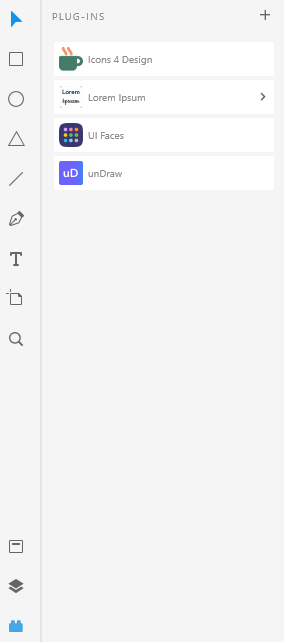 PLUG-INS
Icons 4 Design
Lorem
Ipsum
Lorem Ipsum
UI Faces
uD
unDraw